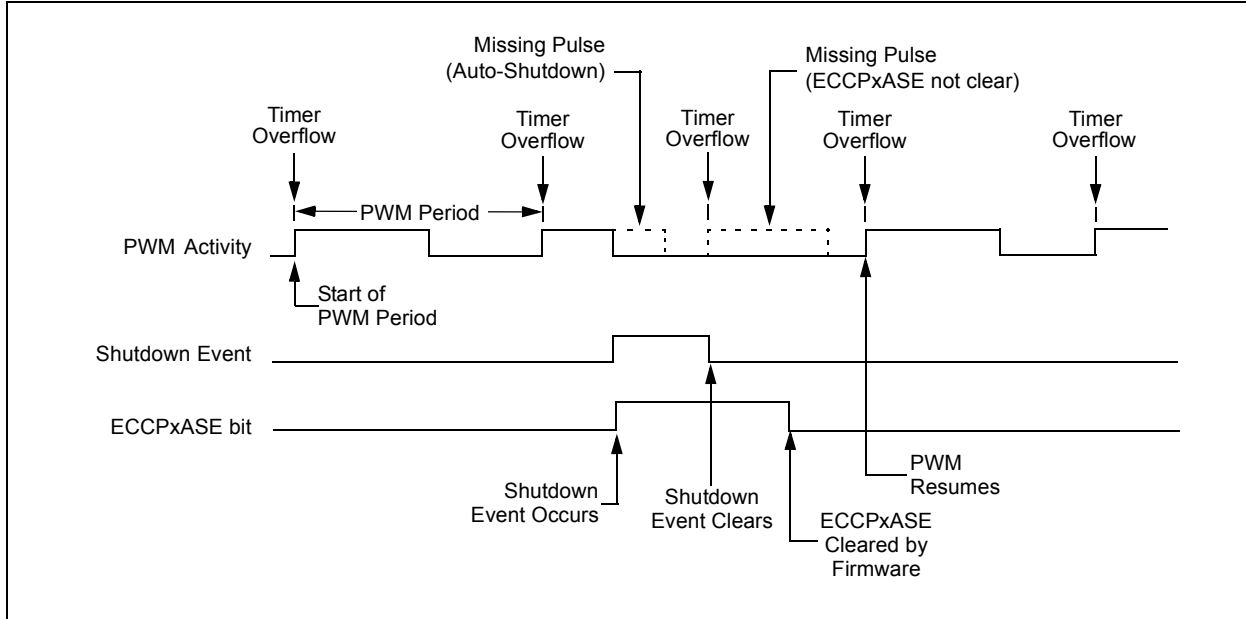 Missing Pulse
(Auto-Shutdown)
Missing Pulse
(ECCPxASE not clear)
Timer
Overflow
Timer
Overflow
Timer
Overflow
Timer
Overflow
Timer
Overflow
PWM Period
PWM Activity
Start of
PWM Period
Shutdown Event
ECCPxASE bit
Shutdown
Event Occurs
Shutdown
Event Clears
ECCPxASE
Cleared by
Firmware
PWM
Resumes